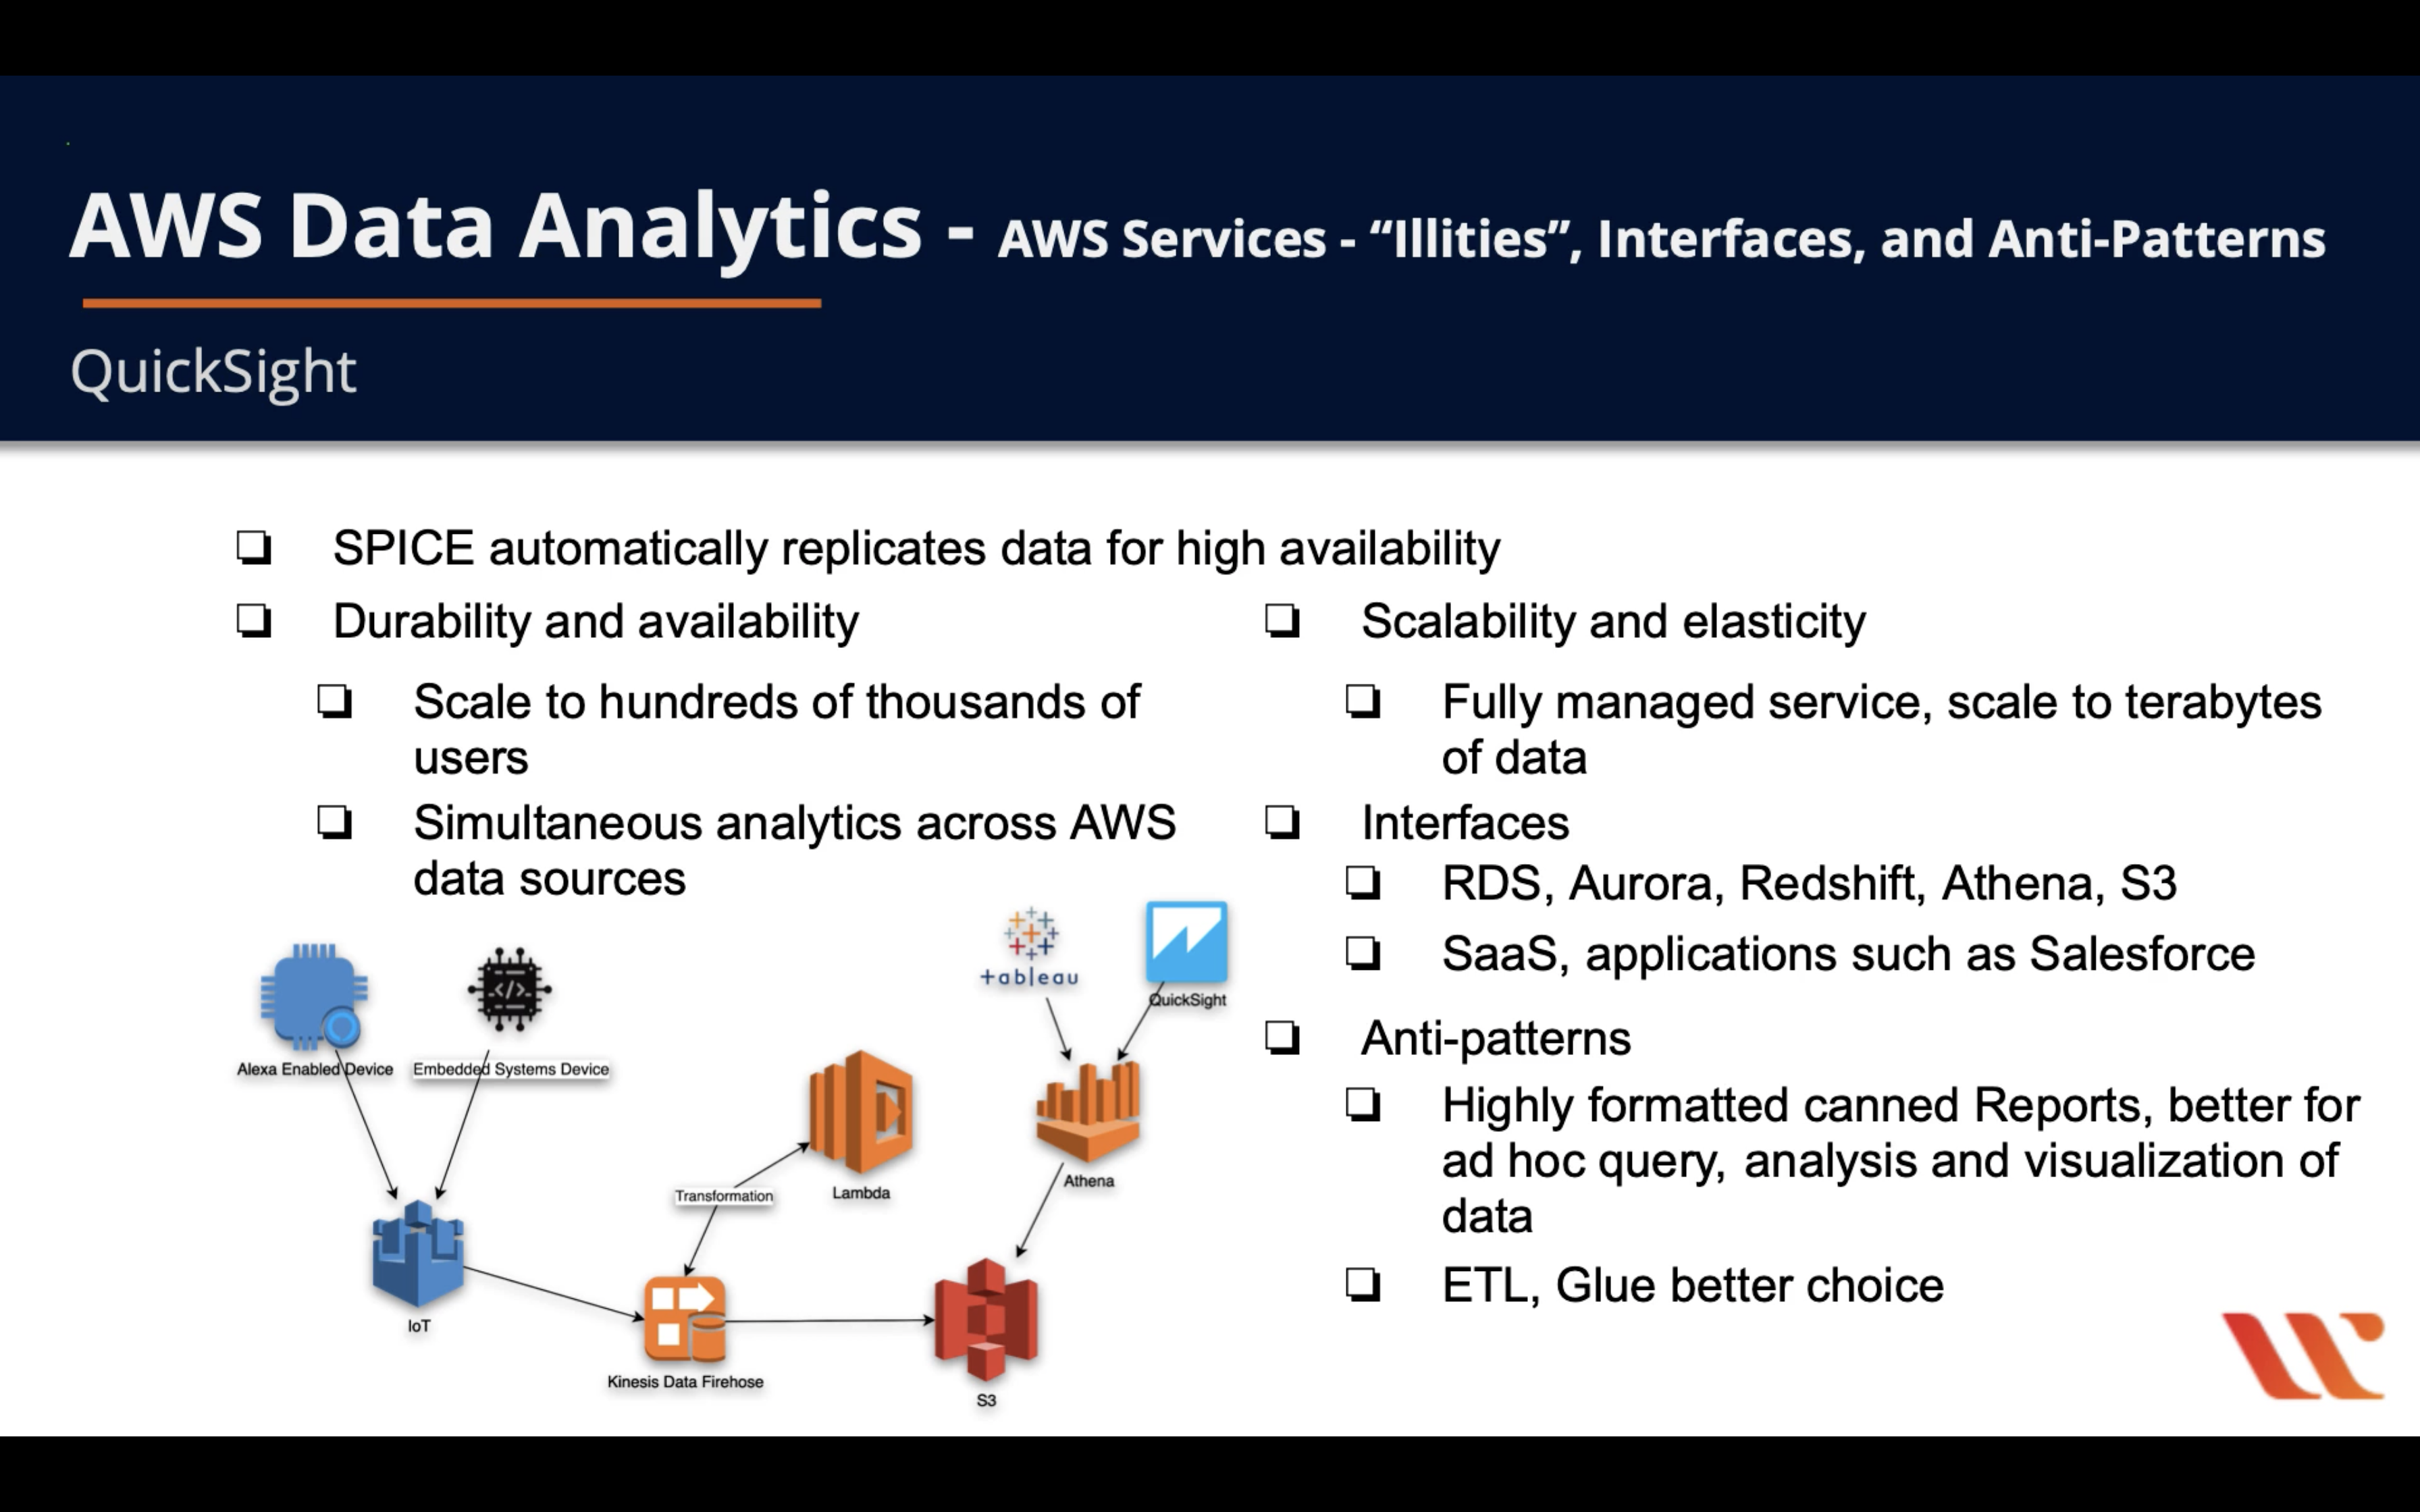 AWS Data Analytics - AWS Services - “Illities”, Interfaces, and Anti-Patterns
QuickSight
SPICE automatically replicates data for high availability
Durability and availability
Scale to hundreds of thousands of
users
Simultaneous analytics across AWS
data sources
Scalability and elasticity
Fully managed service, scale to terabytes
of data
Interfaces
RDS, Aurora, Redshift, Athena, S3
SaaS, applications such as Salesforce
Anti-patterns
Highly formatted canned Reports, better for
ad hoc query, analysis and visualization of
data
ETL, Glue better choice
+ableau
QuickSight
Alexa Enabled Device
Embedded Systems Device
Transformation
Lambda
Athena
IoT
Kinesis Data Firehose
S3